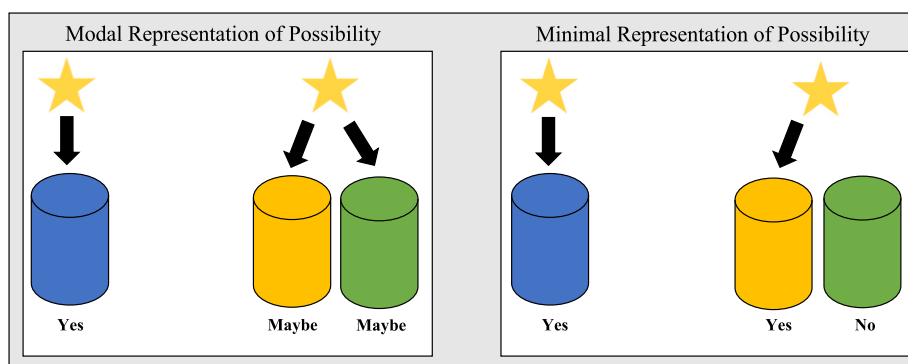 Modal Representation of Possibility
Minimal Representation of Possibility
Yes
Maybe
Maybe
Yes
Yes
No